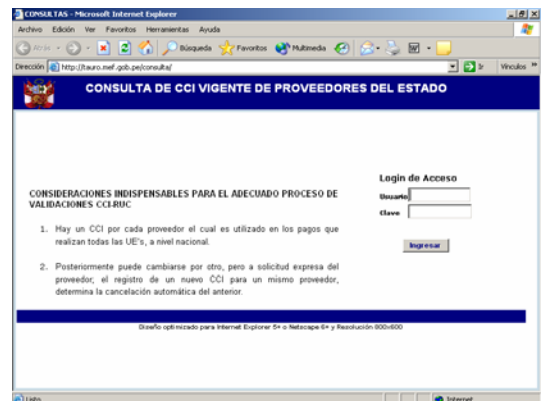 CONSULTAS - Microsoft Internet Explorer
Archivo Edición Ver Favoritos Herramientas Ayuda
Atrás Búsqueda Favoritos Multimedia
Dirección http://tauro.mef.gob.pe/consulta/ Ir Vínculos
CONSULTA DE CCI VIGENTE DE PROVEEDORES DEL ESTADO
Login de Acceso
Usuario
Clave
Ingresar
CONSIDERACIONES INDISPENSABLES PARA EL ADECUADO PROCESO DE
VALIDACIONES CCI-RUC
1. Hay un CCI por cada proveedor el cual es utilizado en los pagos que
realizan todas las UE's, a nivel nacional.
2. Posteriormente puede cambiarse por otro, pero a solicitud expresa del
proveedor; el registro de un nuevo CCI para un mismo proveedor,
determina la cancelación automática del anterior.
Diseño optimizado para Internet Explorer 5+ o Netscape 6+ y Resolución 800x600
Listo Internet